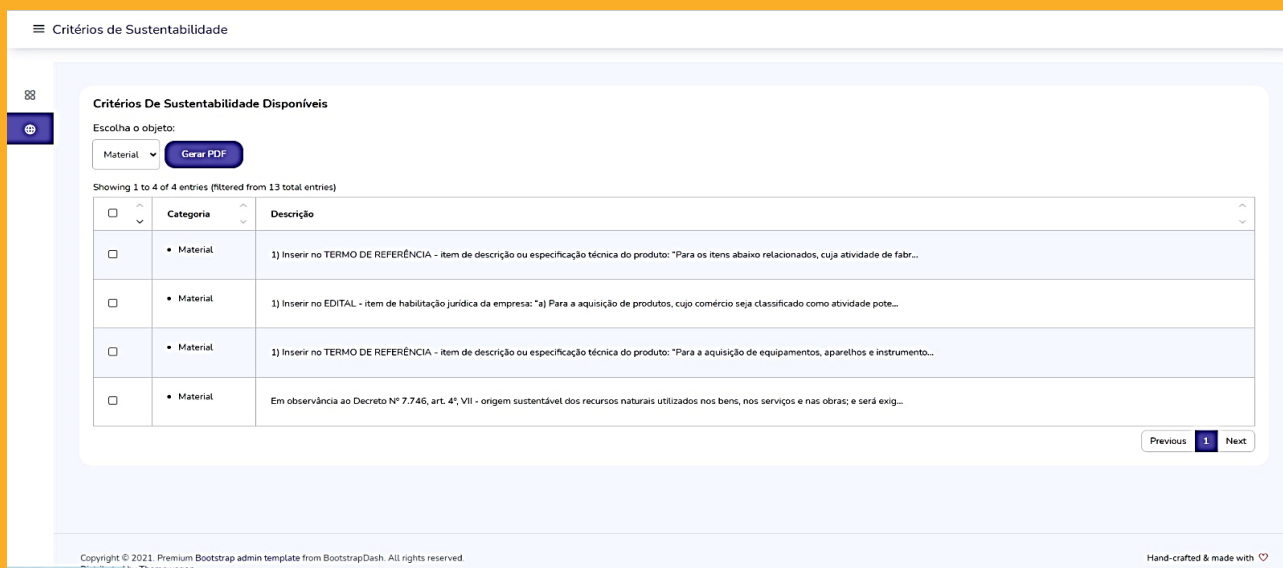 Critérios de Sustentabilidade
Critérios De Sustentabilidade Disponíveis
Escolha o objeto:
Material Gerar PDF
Showing 1 to 4 of 4 entries (filtered from 13 total entries)
Categoria Descrição
• Material 1) Inserir no TERMO DE REFERÊNCIA - item de descrição ou especificação técnica do produto: "Para os itens abaixo relacionados, cuja atividade de fabr...
• Material 1) Inserir no EDITAL - item de habilitação jurídica da empresa: "a) Para a aquisição de produtos, cujo comércio seja classificado como atividade pote...
• Material 1) Inserir no TERMO DE REFERÊNCIA - item de descrição ou especificação técnica do produto: "Para a aquisição de equipamentos, aparelhos e instrumento...
• Material Em observância ao Decreto Nº 7.746, art. 4º, VII - origem sustentável dos recursos naturais utilizados nos bens, nos serviços e nas obras; e será exig...
Previous 1 Next
Copyright © 2021. Premium Bootstrap admin template from BootstrapDash. All rights reserved. Hand-crafted & made with ♡